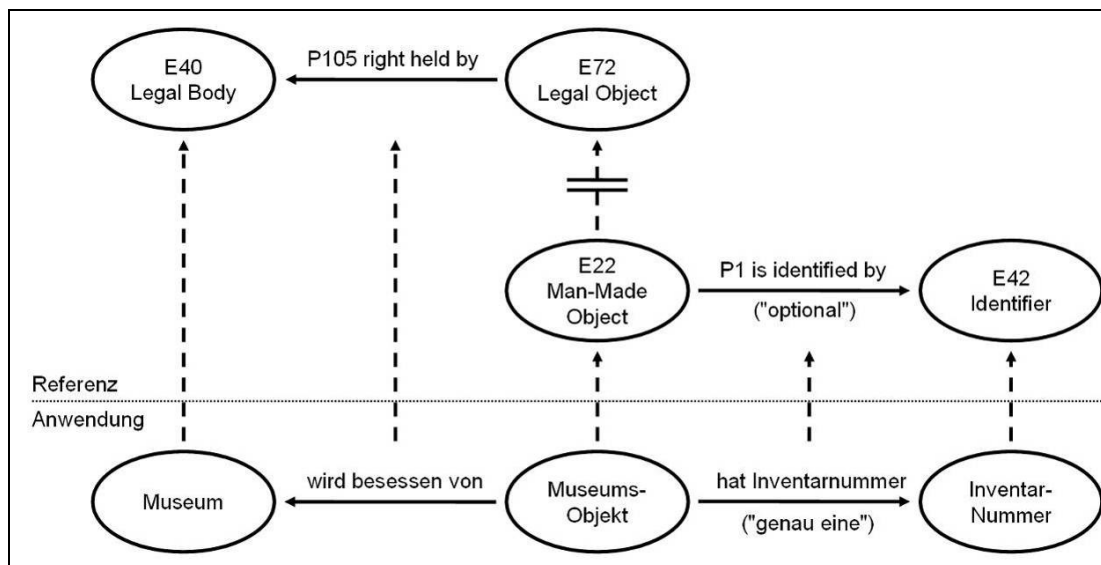 E40
Legal Body
P105 right held by
E72
Legal Object
E22
Man-Made
Object
P1 is identified by
("optional")
E42
Identifier
Referenz
Anwendung
Museum
wird besessen von
Museums-
Objekt
hat Inventarnummer
("genau eine")
Inventar-
Nummer